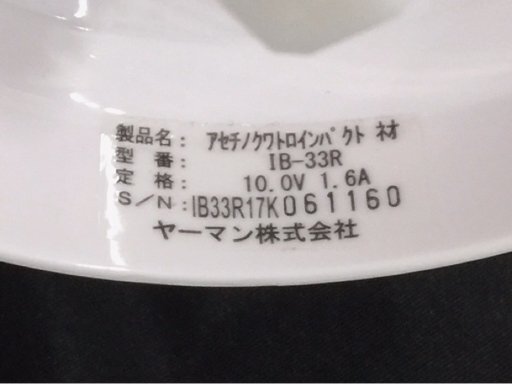 製品名： アセチノクワトロインパクト ネオ
型　番： IB-33R
定　格： 10.0V 1.6A
S／N：IB33R17K061160
ヤーマン株式会社